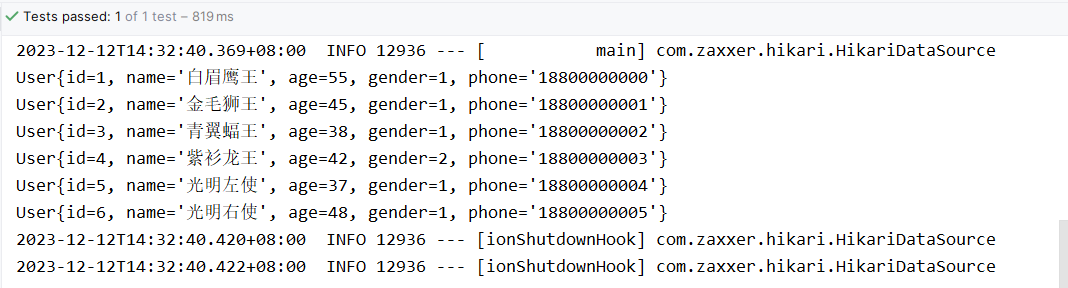 Tests passed: 1 of 1 test – 819 ms
2023-12-12T14:32:40.369+08:00  INFO 12936 --- [           main] com.zaxxer.hikari.HikariDataSource
User{id=1, name='白眉鹰王', age=55, gender=1, phone='18800000000'}
User{id=2, name='金毛狮王', age=45, gender=1, phone='18800000001'}
User{id=3, name='青翼蝠王', age=38, gender=1, phone='18800000002'}
User{id=4, name='紫衫龙王', age=42, gender=2, phone='18800000003'}
User{id=5, name='光明左使', age=37, gender=1, phone='18800000004'}
User{id=6, name='光明右使', age=48, gender=1, phone='18800000005'}
2023-12-12T14:32:40.420+08:00  INFO 12936 --- [ionShutdownHook] com.zaxxer.hikari.HikariDataSource
2023-12-12T14:32:40.422+08:00  INFO 12936 --- [ionShutdownHook] com.zaxxer.hikari.HikariDataSource